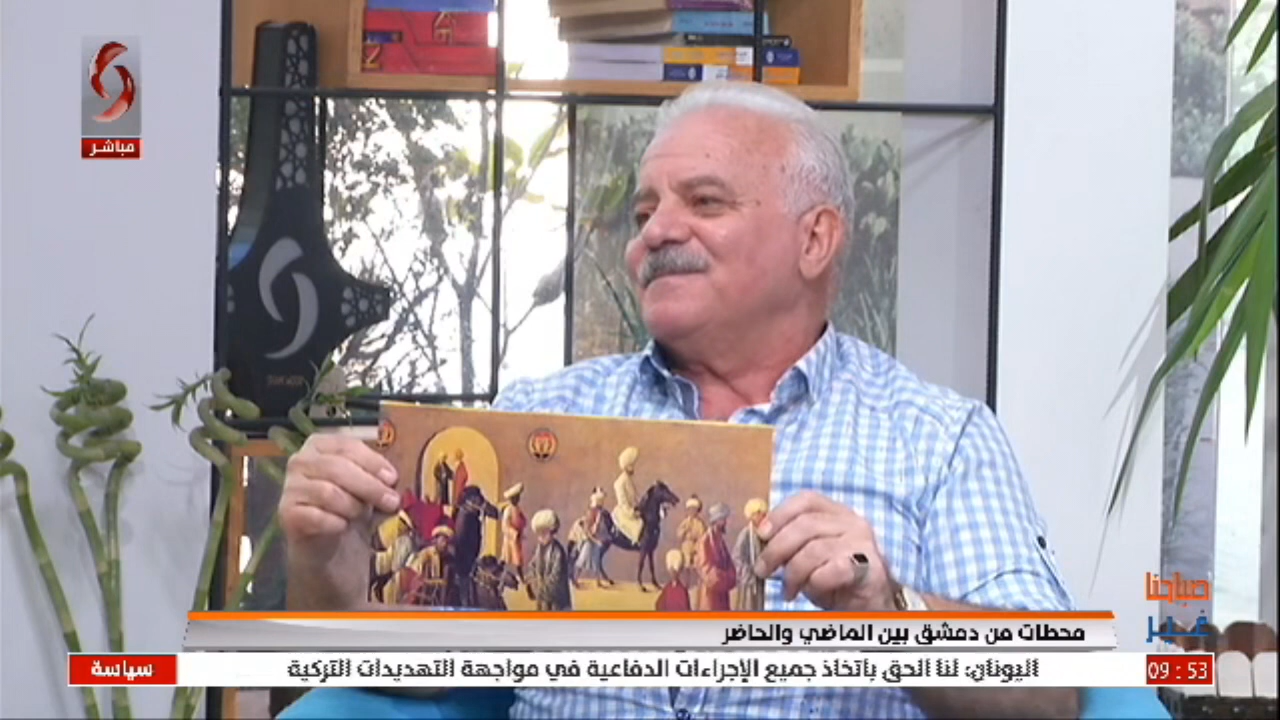 مباشر
صباحنا
غير
محطات من دمشق بين الماضي والحاضر
سياسة
اليونان: لنا الحق باتخاذ جميع الإجراءات الدفاعية في مواجهة التهديدات التركية
09:53